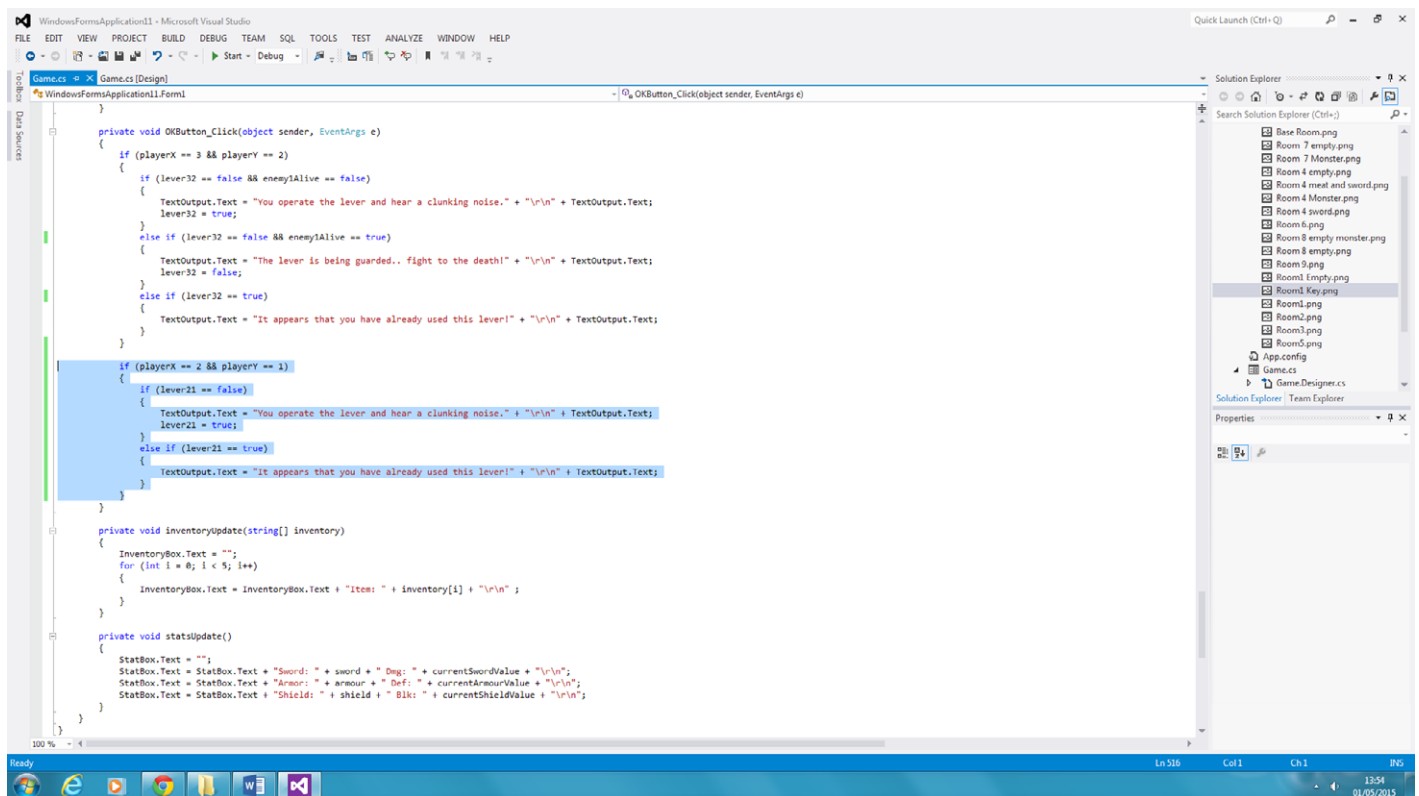 WindowsFormsApplication11 - Microsoft Visual Studio
Quick Launch (Ctrl+Q)
FILE EDIT VIEW PROJECT BUILD DEBUG TEAM SQL TOOLS TEST ANALYZE WINDOW HELP
Start - Debug
Toolbox
Data Sources
Game.cs Game.cs [Design]
WindowsFormsApplication11.Form1
OKButton_Click(object sender, EventArgs e)
}
private void OKButton_Click(object sender, EventArgs e)
{
if (playerX == 3 && playerY == 2)
{
if (lever32 == false && enemy1Alive == false)
{
TextOutput.Text = "You operate the lever and hear a clunking noise." + "\r\n" + TextOutput.Text;
lever32 = true;
}
else if (lever32 == false && enemy1Alive == true)
{
TextOutput.Text = "The lever is being guarded.. fight to the death!" + "\r\n" + TextOutput.Text;
lever32 = false;
}
else if (lever32 == true)
{
TextOutput.Text = "It appears that you have already used this lever!" + "\r\n" + TextOutput.Text;
}
}
if (playerX == 2 && playerY == 1)
{
if (lever21 == false)
{
TextOutput.Text = "You operate the lever and hear a clunking noise." + "\r\n" + TextOutput.Text;
lever21 = true;
}
else if (lever21 == true)
{
TextOutput.Text = "It appears that you have already used this lever!" + "\r\n" + TextOutput.Text;
}
}
}
private void inventoryUpdate(string[] inventory)
{
InventoryBox.Text = "";
for (int i = 0; i < 5; i++)
{
InventoryBox.Text = InventoryBox.Text + "Item: " + inventory[i] + "\r\n" ;
}
}
private void statsUpdate()
{
StatBox.Text = "";
StatBox.Text = StatBox.Text + "Sword: " + sword + " Dmg: " + currentSwordValue + "\r\n";
StatBox.Text = StatBox.Text + "Armor: " + armour + " Def: " + currentArmourValue + "\r\n";
StatBox.Text = StatBox.Text + "Shield: " + shield + " Blk: " + currentShieldValue + "\r\n";
}
}
}
100 %
Solution Explorer
Search Solution Explorer (Ctrl+;)
Base Room.png
Room 7 empty.png
Room 7 Monster.png
Room 4 empty.png
Room 4 meat and sword.png
Room 4 Monster.png
Room 4 sword.png
Room 6.png
Room 8 empty monster.png
Room 8 empty.png
Room 9.png
Room1 Empty.png
Room1 Key.png
Room1.png
Room2.png
Room3.png
Room5.png
App.config
Game.cs
Game.Designer.cs
Solution Explorer Team Explorer
Properties
Ready
Ln 516 Col 1 Ch 1 INS
13:54
01/05/2015